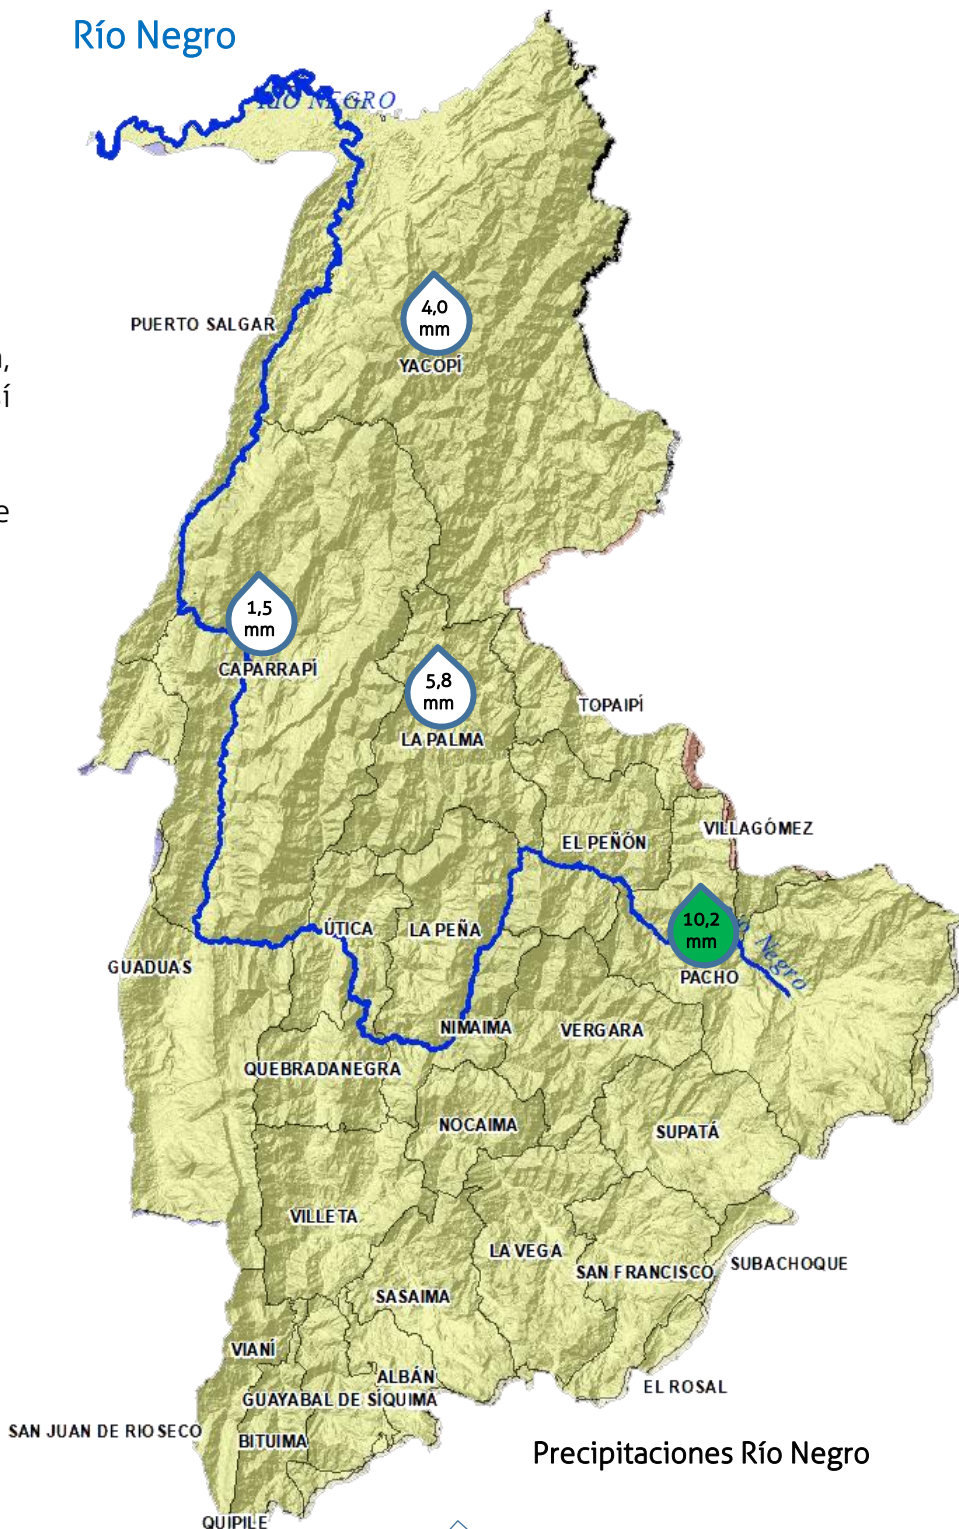 Río Negro
RÍO NEGRO
4,0
mm
PUERTO SALGAR
YACOPÍ
,
í
e
1,5
mm
CAPARRAPÍ
5,8
mm
LA PALMA
TOPAIPÍ
VILLAGÓMEZ
EL PEÑÓN
10,2
mm
Negro
ÚTICA
LA PEÑA
GUADUAS
PACHO
NIMAIMA
VERGARA
QUEBRADANEGRA
NOCAIMA
SUPATÁ
VILLETA
LA VEGA
SAN FRANCISCO
SUBACHOQUE
SASAIMA
VIANÍ
ALBÁN
EL ROSAL
GUAYABAL DE SÍQUIMA
SAN JUAN DE RIOSECO
BITUIMA
Precipitaciones Río Negro
QUIPILE